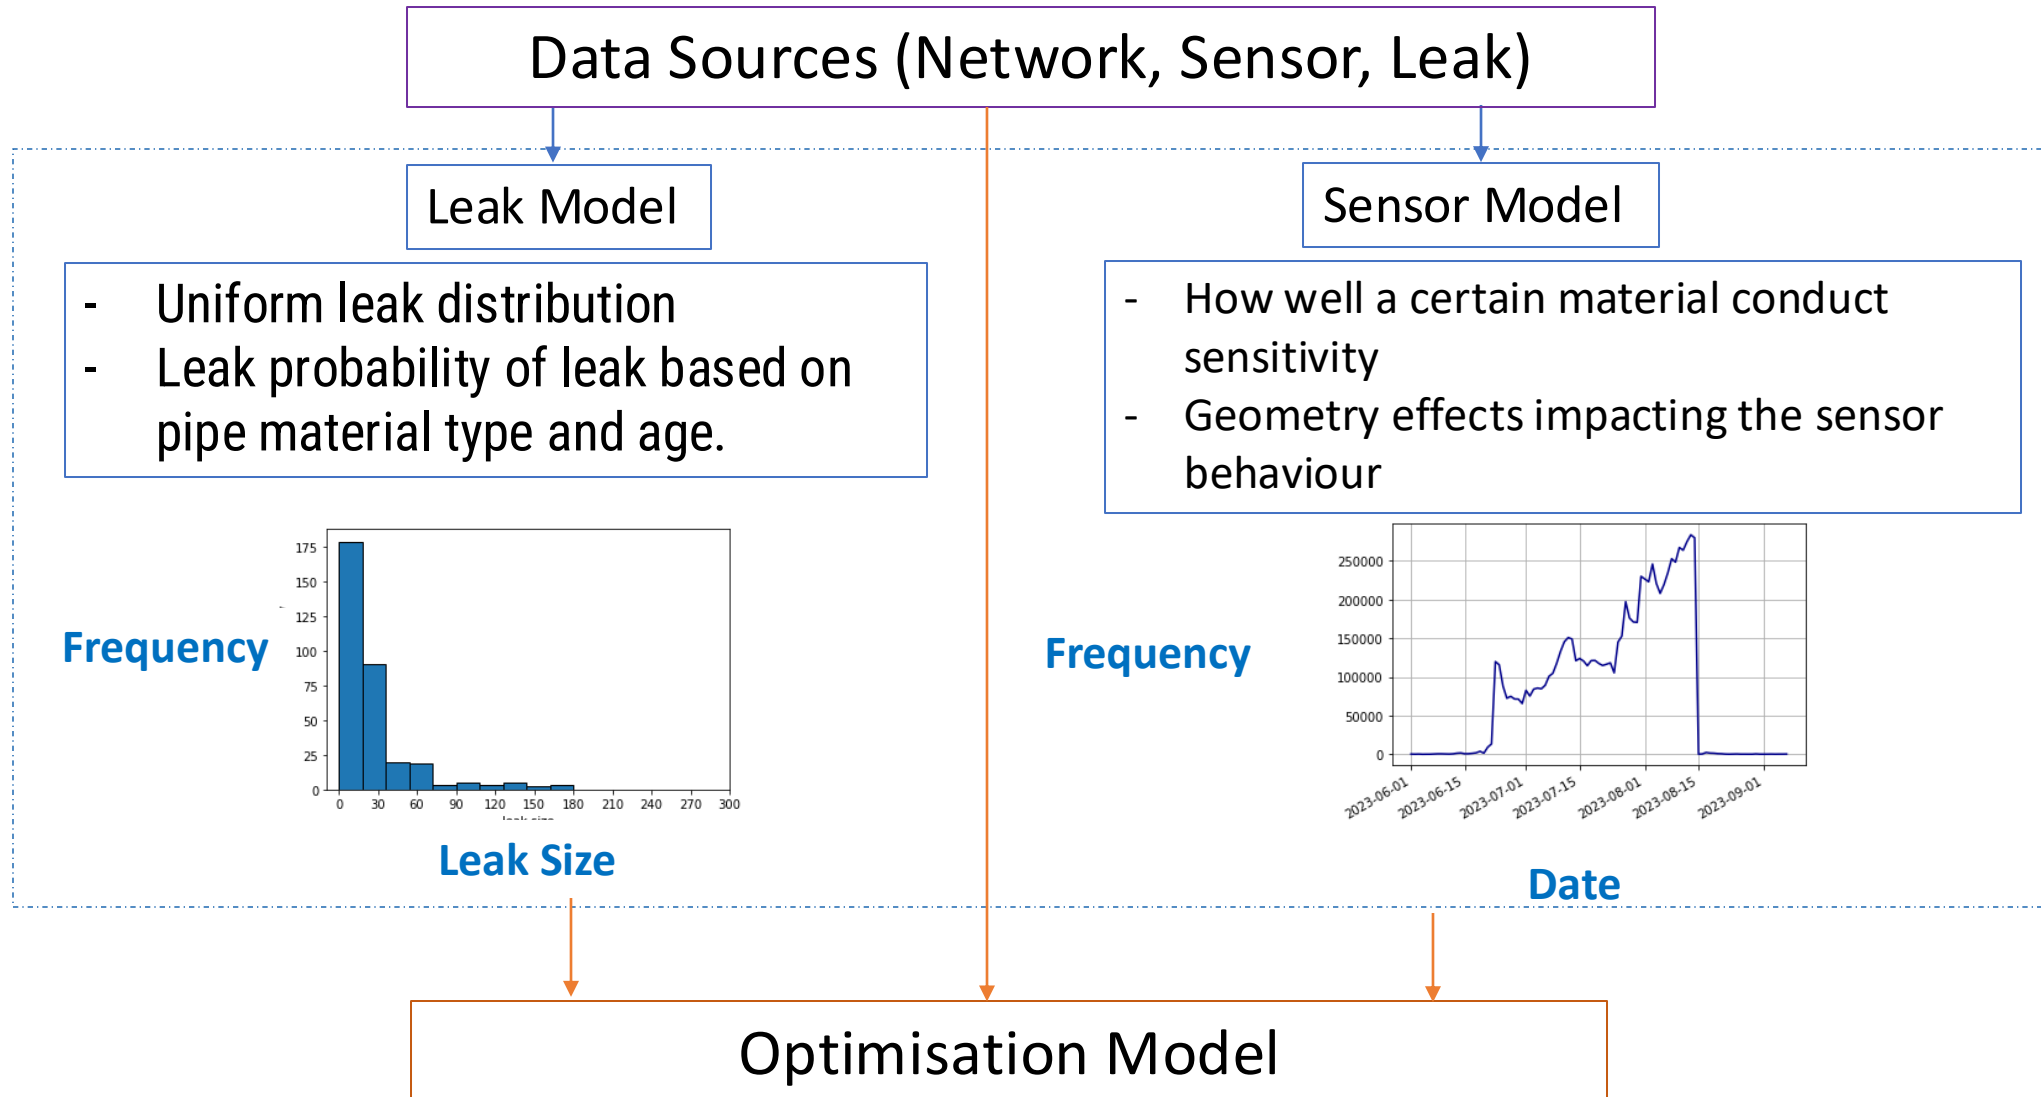 Data Sources (Network, Sensor, Leak)
Leak Model
- Uniform leak distribution
- Leak probability of leak based on
pipe material type and age.
Frequency
175
150
125
100
75
50
25
0
0 30 60 90 120 150 180 210 240 270 300
Leak Size
Sensor Model
- How well a certain material conduct
sensitivity
- Geometry effects impacting the sensor
behaviour
Frequency
250000
200000
150000
100000
50000
0
2023-06-01 2023-06-15 2023-07-01 2023-07-15 2023-08-01 2023-08-15 2023-09-01
Date
Optimisation Model